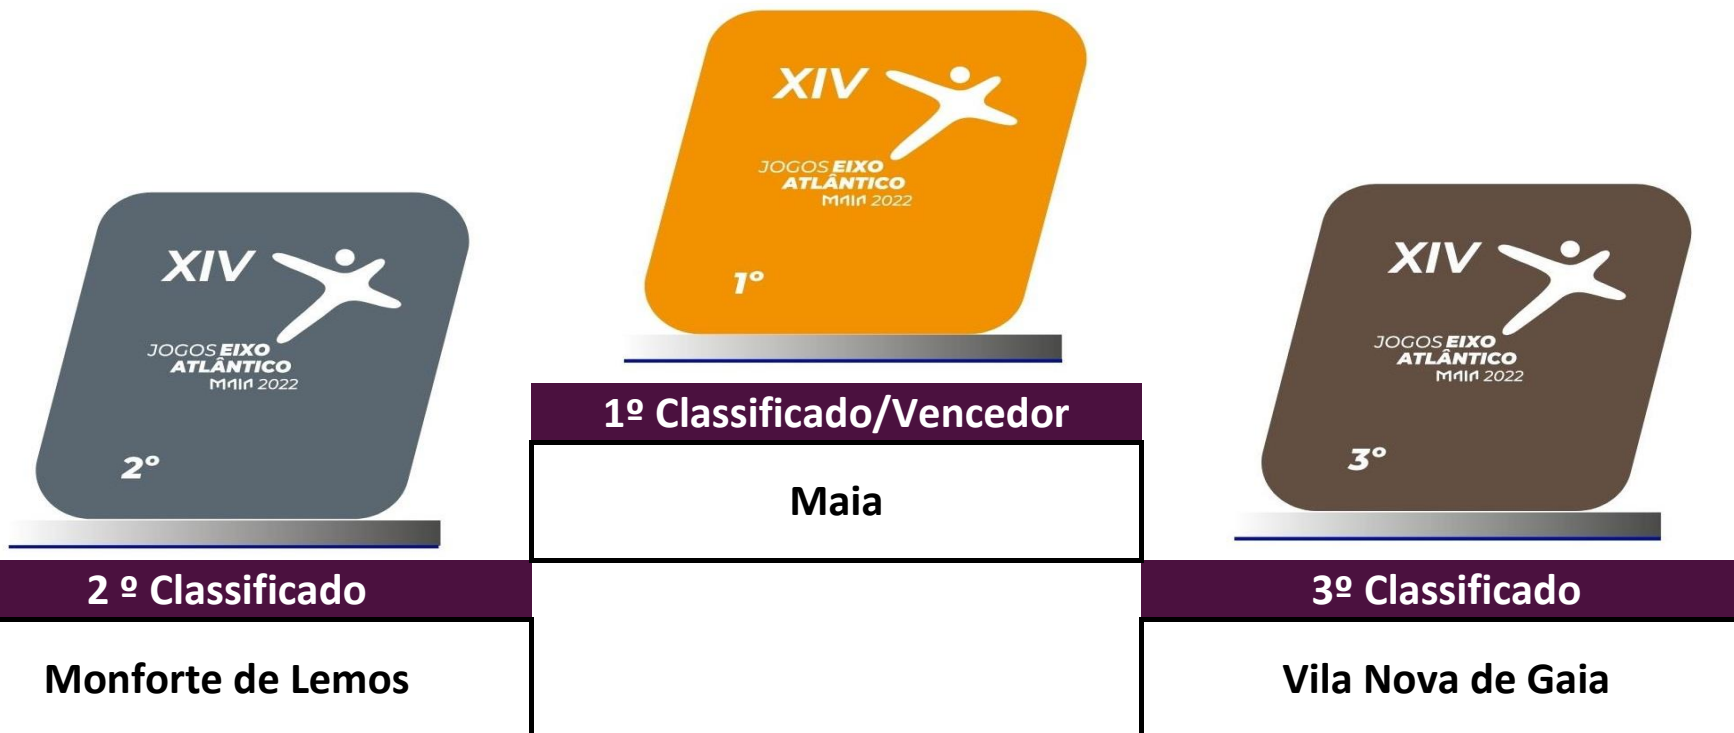 XIV
JOGOS EIXO
ATLÂNTICO
MAIA 2022
1º
1º Classificado/Vencedor
Maia
XIV
JOGOS EIXO
ATLÂNTICO
MAIA 2022
2º
2 º Classificado
Monforte de Lemos
XIV
JOGOS EIXO
ATLÂNTICO
MAIA 2022
3º
3º Classificado
Vila Nova de Gaia